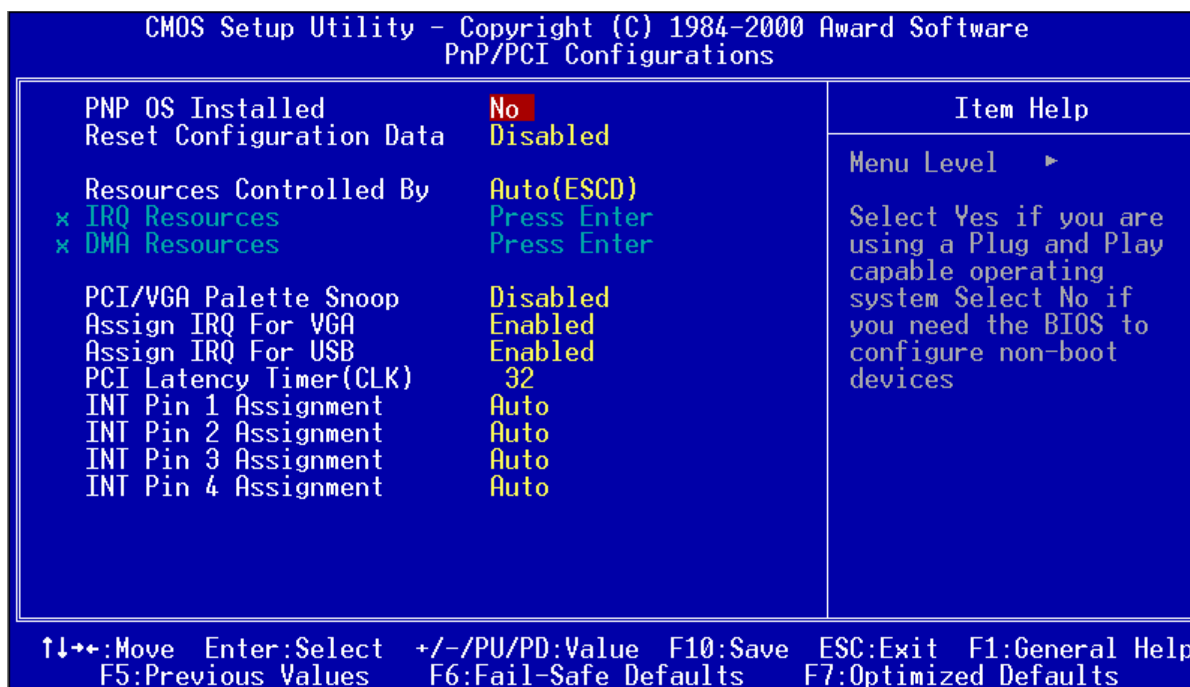 CMOS Setup Utility - Copyright (C) 1984-2000 Award Software
PnP/PCI Configurations
PNP OS Installed No
Reset Configuration Data Disabled
Resources Controlled By Auto(ESCD)
x IRQ Resources Press Enter
x DMA Resources Press Enter
PCI/VGA Palette Snoop Disabled
Assign IRQ For VGA Enabled
Assign IRQ For USB Enabled
PCI Latency Timer(CLK) 32
INT Pin 1 Assignment Auto
INT Pin 2 Assignment Auto
INT Pin 3 Assignment Auto
INT Pin 4 Assignment Auto
Item Help
Menu Level ►
Select Yes if you are
using a Plug and Play
capable operating
system Select No if
you need the BIOS to
configure non-boot
devices
↑↓→←:Move Enter:Select +/-/PU/PD:Value F10:Save ESC:Exit F1:General Help
F5:Previous Values F6:Fail-Safe Defaults F7:Optimized Defaults